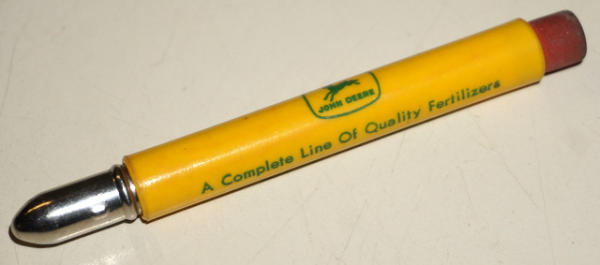 JOHN DEERE
A Complete Line Of Quality Fertilizers